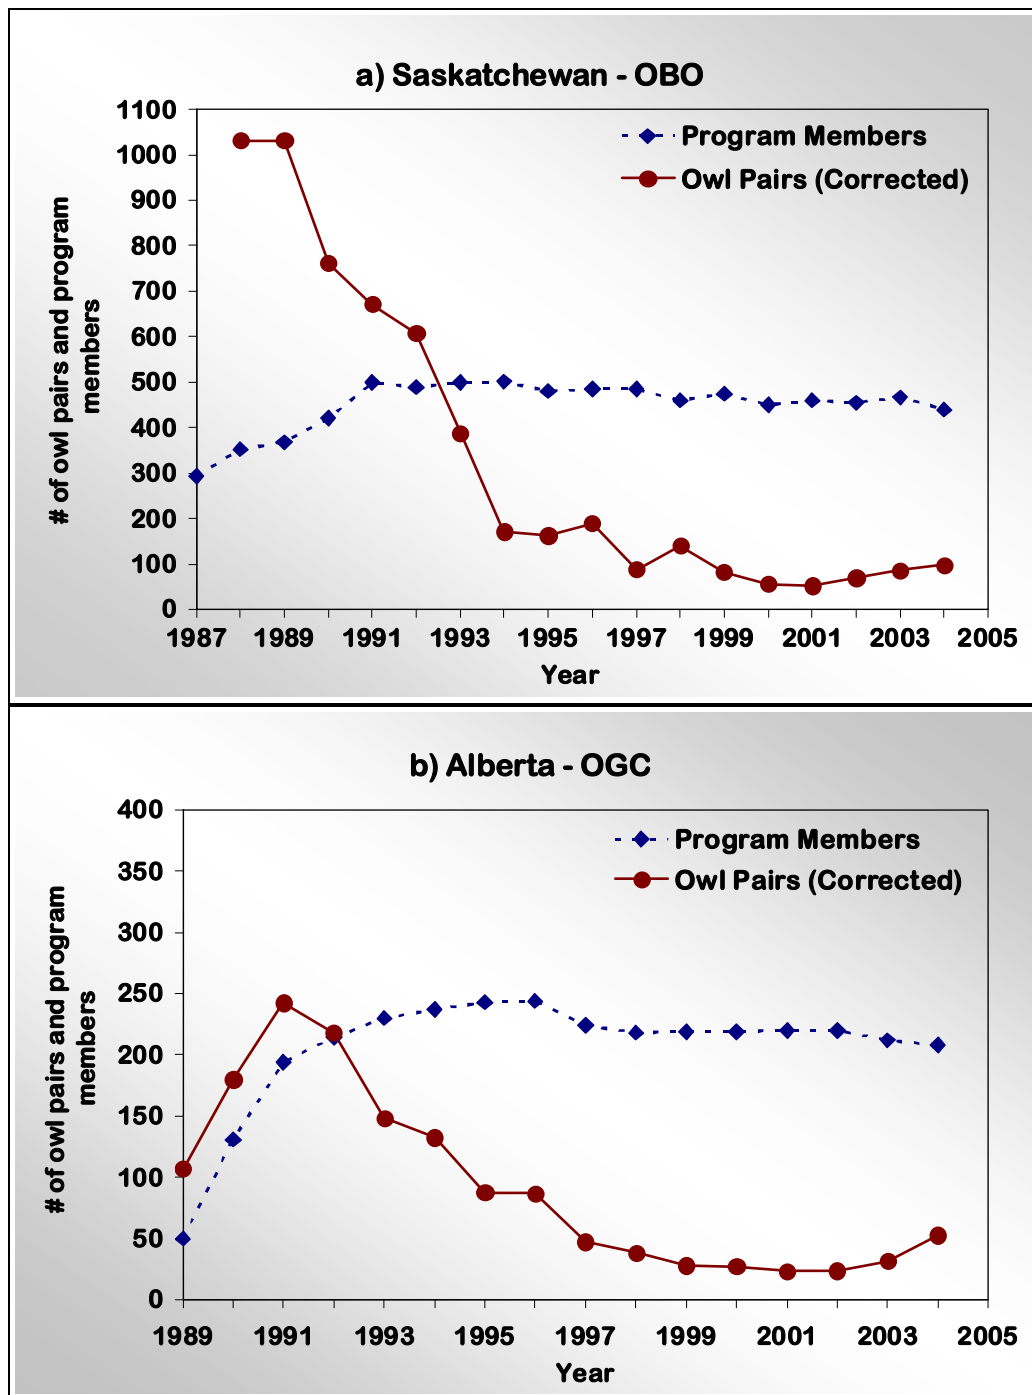 a) Saskatchewan - OBO
# of owl pairs and program
members
1100
1000
900
800
700
600
500
400
300
200
100
0
Program Members
Owl Pairs (Corrected)
1987 1989 1991 1993 1995 1997 1999 2001 2003 2005
Year
b) Alberta - OGC
# of owl pairs and program
members
400
350
300
250
200
150
100
50
0
Program Members
Owl Pairs (Corrected)
1989 1991 1993 1995 1997 1999 2001 2003 2005
Year